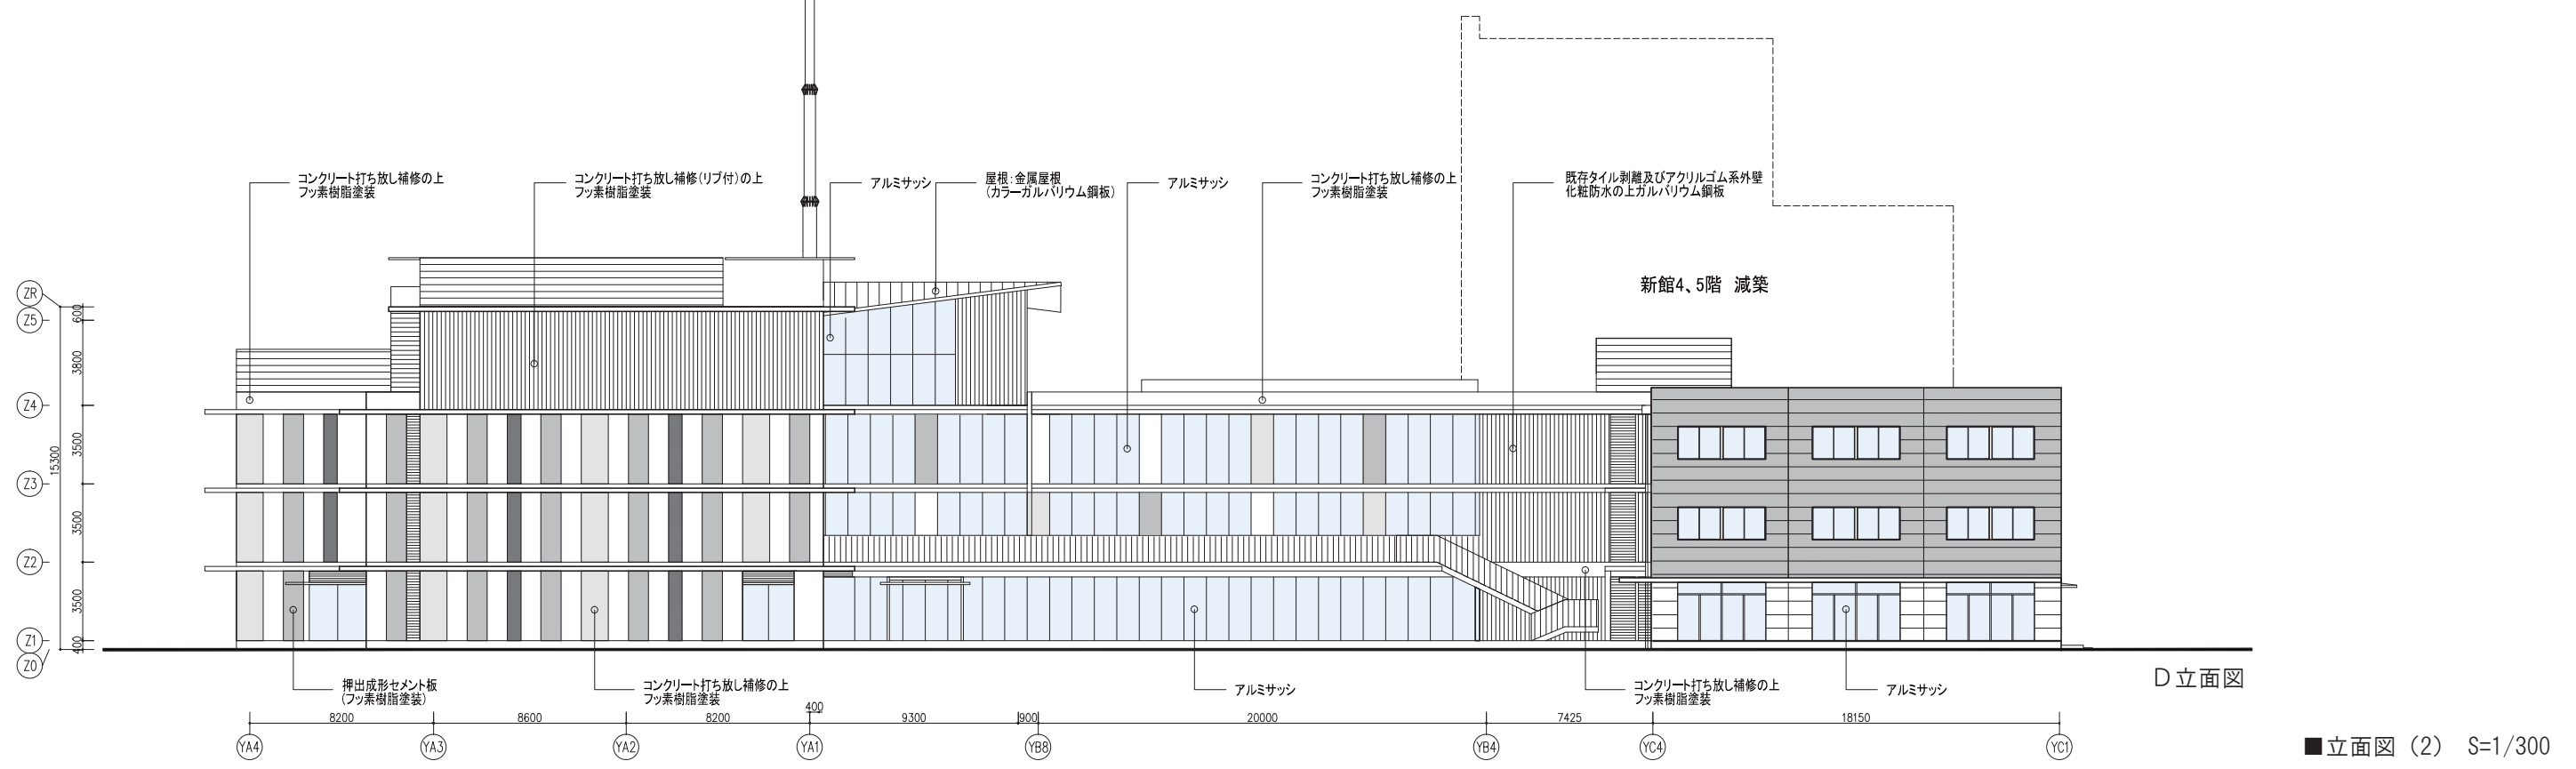 コンクリート打ち放し補修の上
フッ素樹脂塗装
コンクリート打ち放し補修(リブ付)の上
フッ素樹脂塗装
アルミサッシ
屋根:金属屋根
(カラーガルバリウム鋼板)
アルミサッシ
コンクリート打ち放し補修の上
フッ素樹脂塗装
既存タイル剥離及びアクリルゴム系外壁
化粧防水の上ガルバリウム鋼板
新館4、5階 減築
ZR
Z5
Z4
Z3
Z2
Z1
Z0
15300
600
3800
3500
3500
3500
400
押出成形セメント板
(フッ素樹脂塗装)
コンクリート打ち放し補修の上
フッ素樹脂塗装
アルミサッシ
コンクリート打ち放し補修の上
フッ素樹脂塗装
アルミサッシ
D立面図
8200
8600
8200
400
9300
900
20000
7425
18150
YA4
YA3
YA2
YA1
YB8
YB4
YC4
YC1
■立面図(2) S=1/300